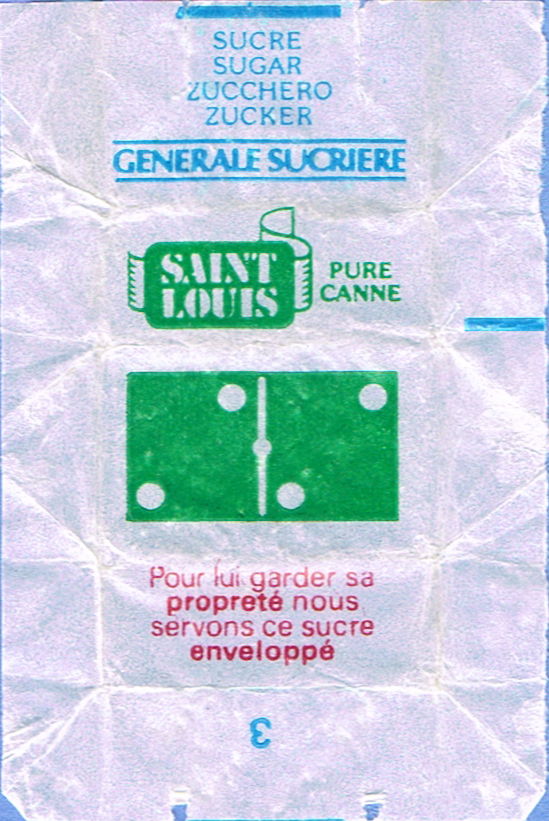 SUCRE
SUGAR
ZUCCHERO
ZUCKER
GENERALE SUCRIERE
SAINT
LOUIS
PURE
CANNE
Pour lui garder sa
propreté nous
servons ce sucre
enveloppé
3